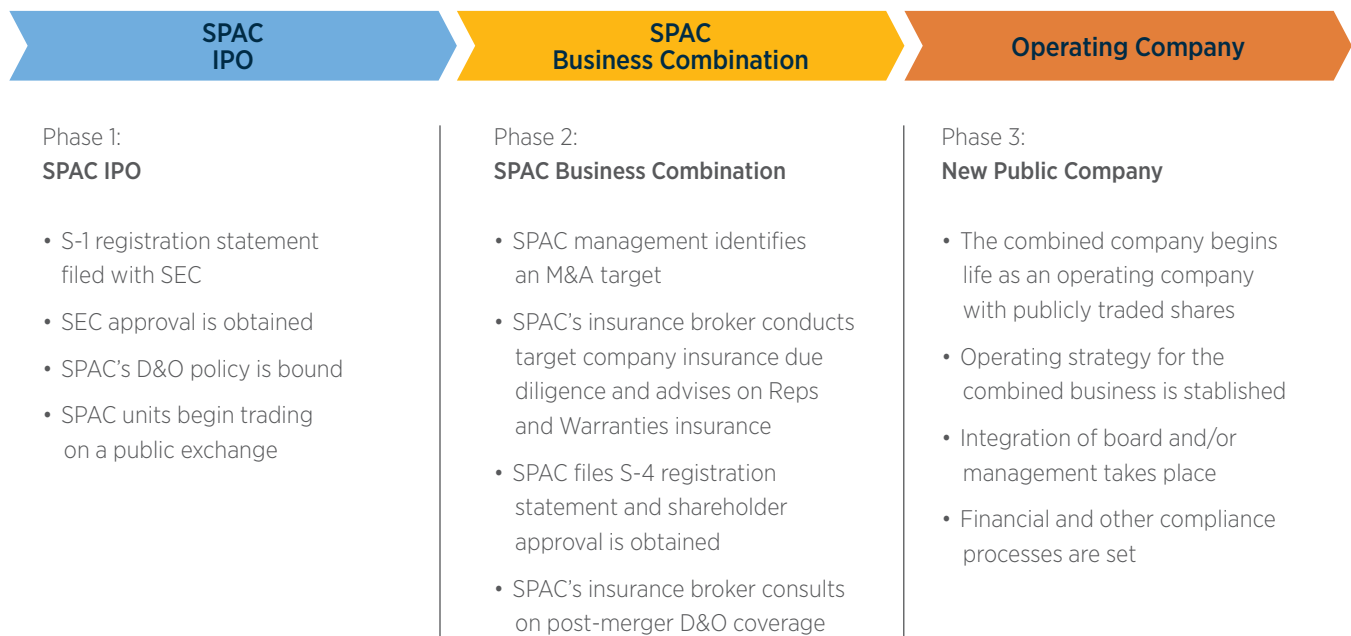 SPAC
IPO
SPAC
Business Combination
Operating Company
Phase 1:
SPAC IPO
• S-1 registration statement
filed with SEC
• SEC approval is obtained
• SPAC's D&O policy is bound
• SPAC units begin trading
on a public exchange
Phase 2:
SPAC Business Combination
• SPAC management identifies
an M&A target
• SPAC's insurance broker conducts
target company insurance due
diligence and advises on Reps
and Warranties insurance
• SPAC files S-4 registration
statement and shareholder
approval is obtained
• SPAC's insurance broker consults
on post-merger D&O coverage
Phase 3:
New Public Company
• The combined company begins
life as an operating company
with publicly traded shares
• Operating strategy for the
combined business is stablished
• Integration of board and/or
management takes place
• Financial and other compliance
processes are set